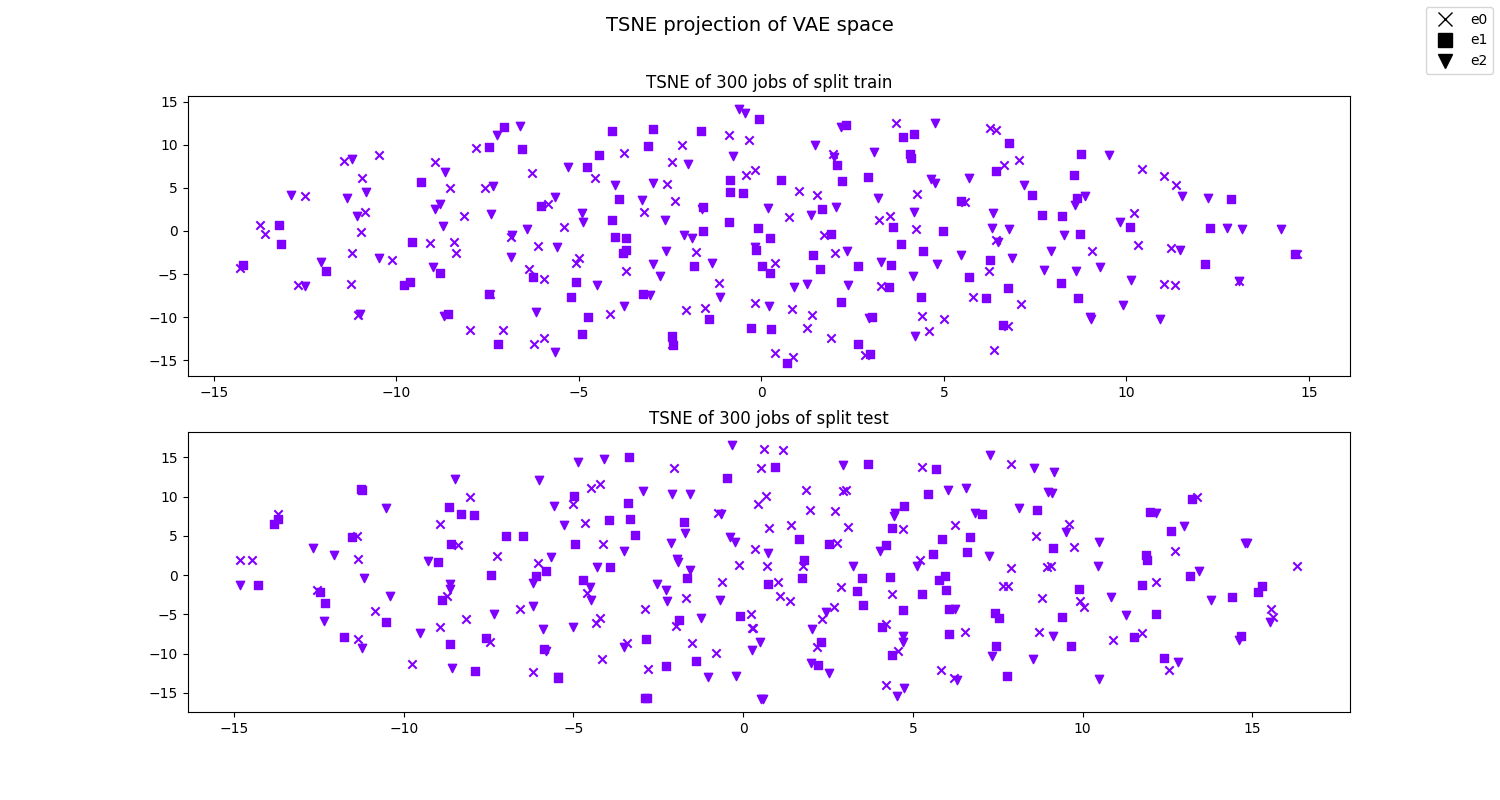 TSNE projection of VAE space
e0
e1
e2
TSNE of 300 jobs of split train
15
10
5
0
−5
−10
−15
−15 −10 −5 0 5 10 15
TSNE of 300 jobs of split test
15
10
5
0
−5
−10
−15
−15 −10 −5 0 5 10 15